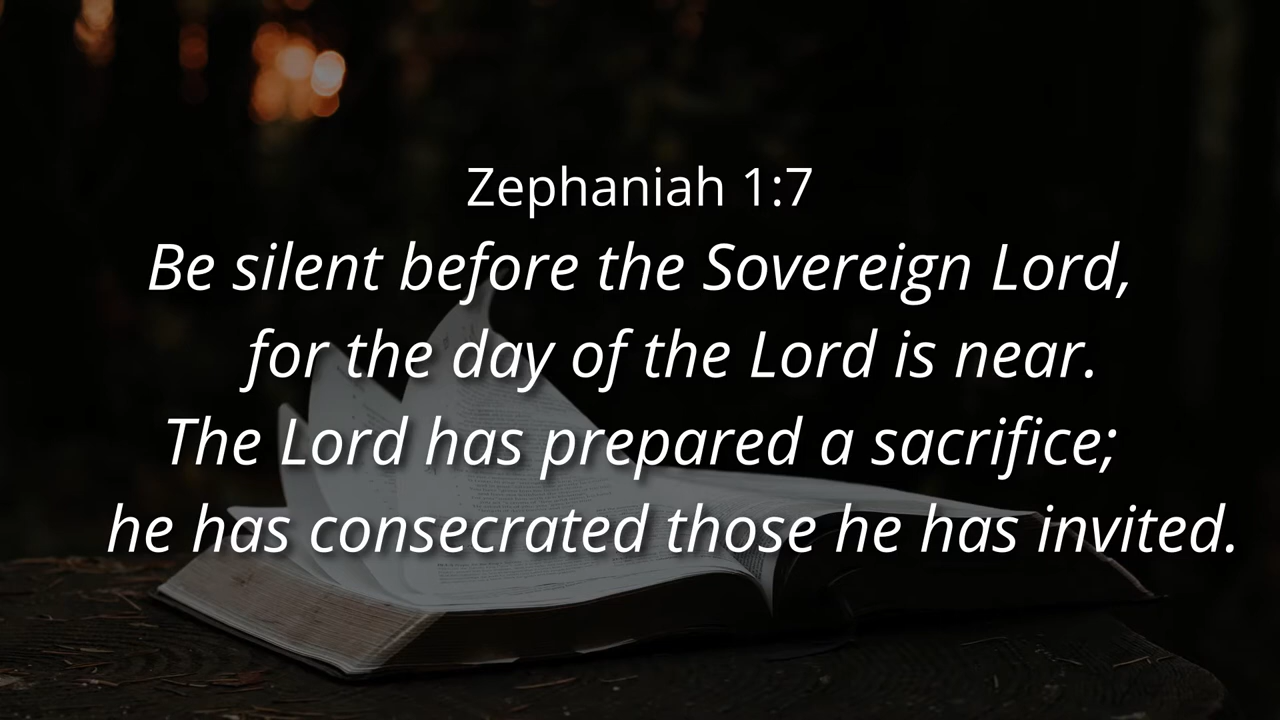 Zephaniah 1:7
Be silent before the Sovereign Lord,
for the day of the Lord is near.
The Lord has prepared a sacrifice;
he has consecrated those he has invited.